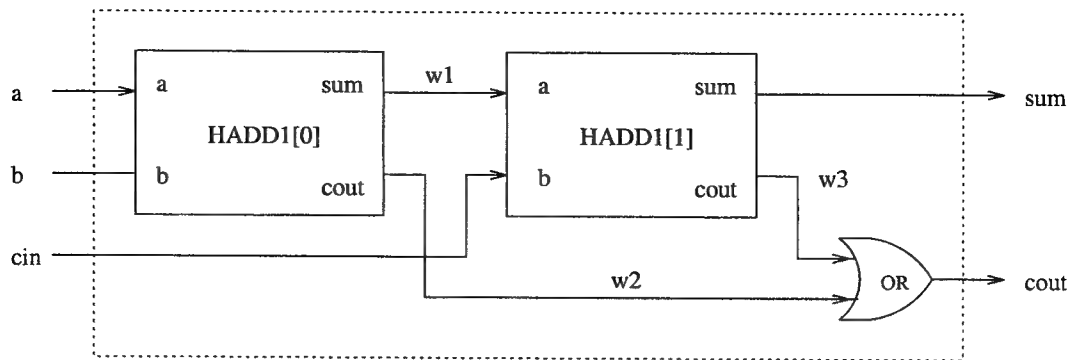 a
b
cin
a
b
sum
cout
HADD1[0]
w1
w2
a
b
sum
cout
HADD1[1]
w3
OR
sum
cout